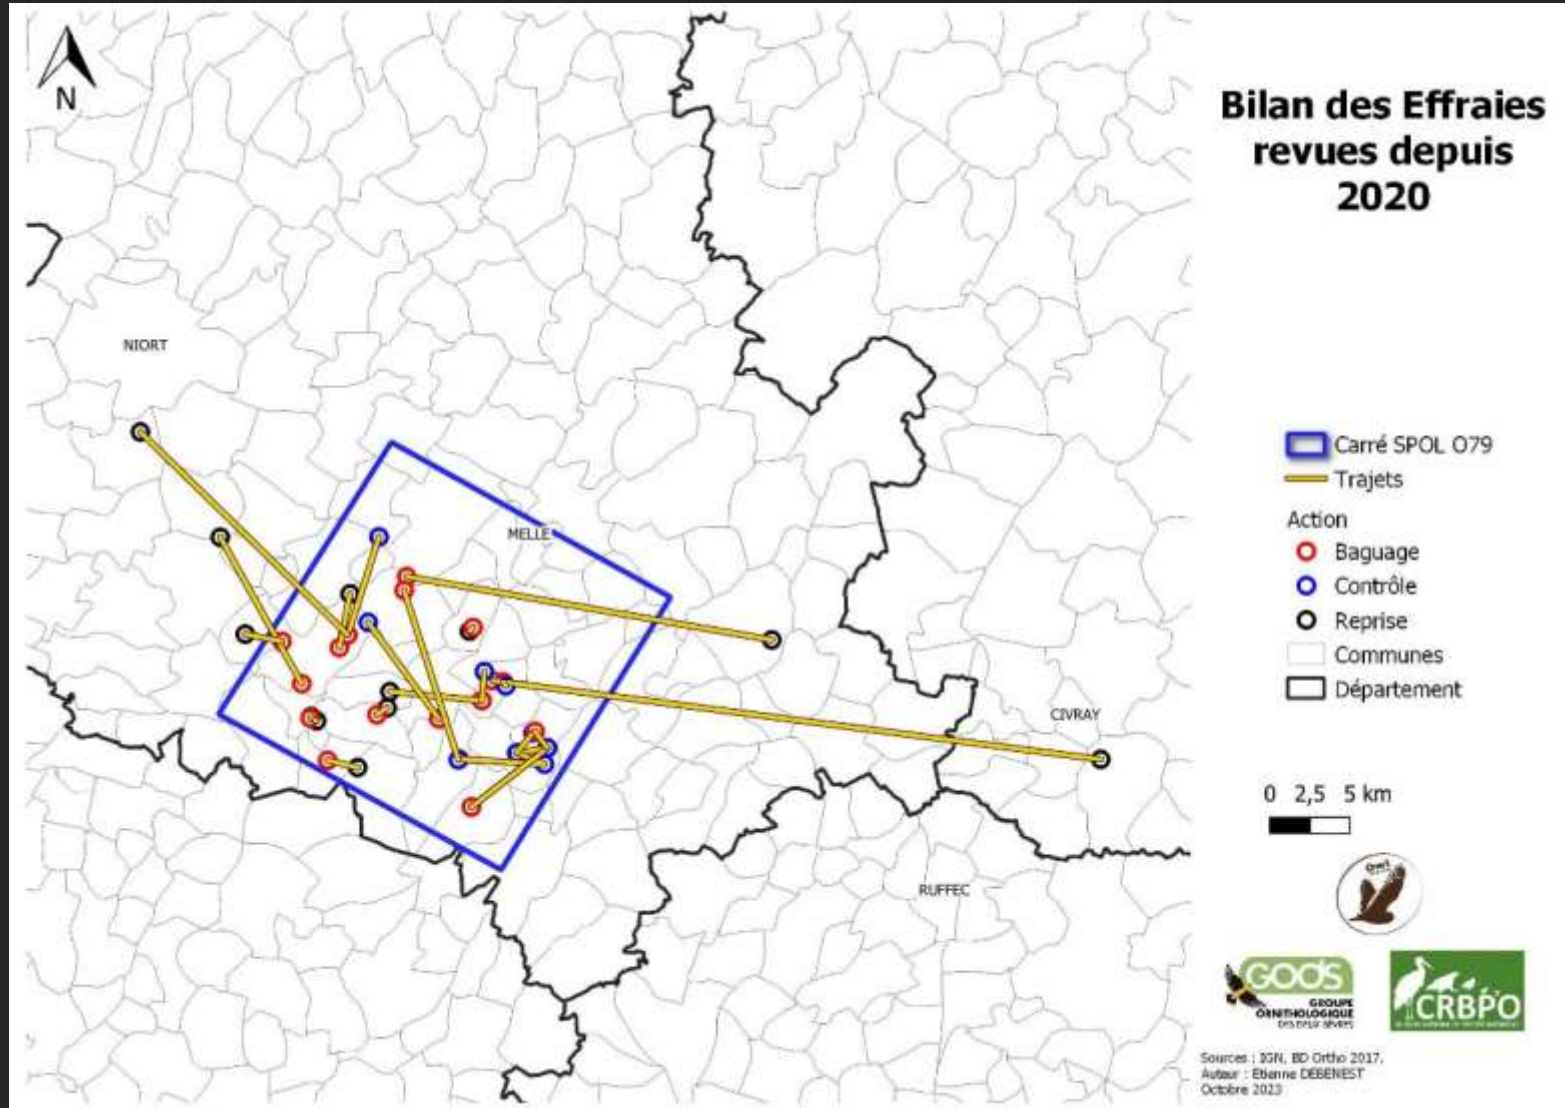 N
Bilan des Effraies
revues depuis
2020
NIORT
MELLE
CIVRAY
RUFFEC
Carré SPOL O79
Trajets
Action
Baguage
Contrôle
Reprise
Communes
Département
0 2,5 5 km
GODS
GROUPE
ORNITHOLOGIQUE
DES DEUX SÈVRES
CRBPO
Sources : IGN, BD Ortho 2017.
Auteur : Etienne DEBENEST
Octobre 2023